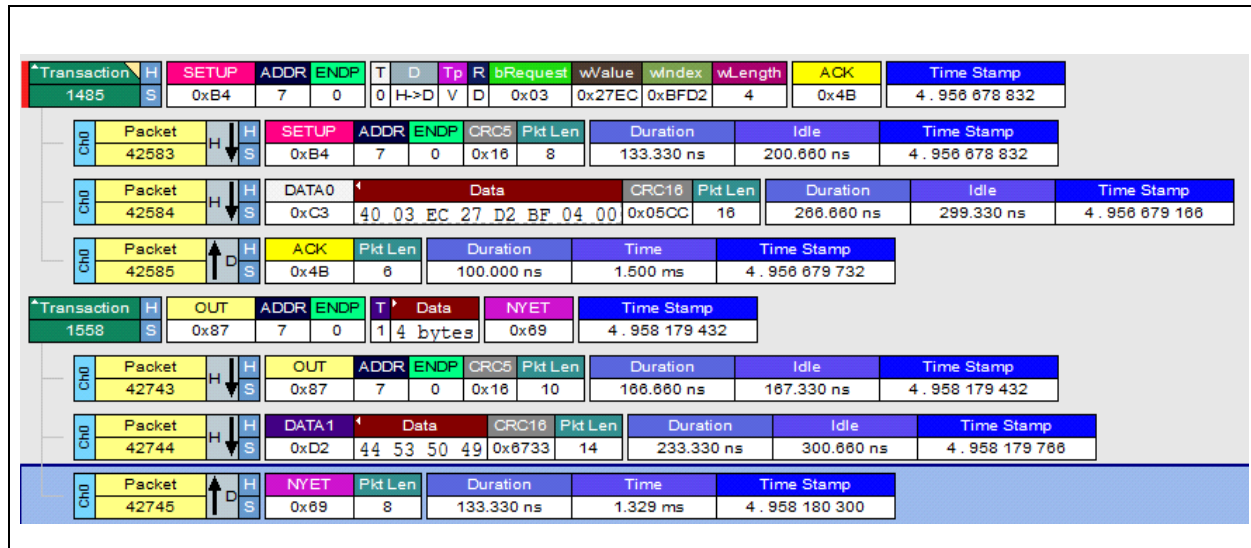 Transaction H SETUP ADDR ENDP T D Tp R bRequest wValue wIndex wLength ACK Time Stamp
1485 S 0xB4 7 0 0 H->D V D 0x03 0x27EC 0xBFD2 4 0x4B 4 . 956 678 832
Ch0 Packet H H SETUP ADDR ENDP CRC5 Pkt Len Duration Idle Time Stamp
42583 S 0xB4 7 0 0x16 8 133.330 ns 200.660 ns 4 . 956 678 832
Ch0 Packet H H DATA0 Data CRC16 Pkt Len Duration Idle Time Stamp
42584 S 0xC3 40 03 EC 27 D2 BF 04 00 0x05CC 16 266.660 ns 299.330 ns 4 . 956 679 166
Ch0 Packet D H ACK Pkt Len Duration Time Time Stamp
42585 S 0x4B 6 100.000 ns 1.500 ms 4 . 956 679 732
Transaction H OUT ADDR ENDP T Data NYET Time Stamp
1558 S 0x87 7 0 1 4 bytes 0x69 4 . 958 179 432
Ch0 Packet H H OUT ADDR ENDP CRC5 Pkt Len Duration Idle Time Stamp
42743 S 0x87 7 0 0x16 10 166.660 ns 167.330 ns 4 . 958 179 432
Ch0 Packet H H DATA1 Data CRC16 Pkt Len Duration Idle Time Stamp
42744 S 0xD2 44 53 50 49 0x6733 14 233.330 ns 300.660 ns 4 . 958 179 766
Ch0 Packet D H NYET Pkt Len Duration Time Time Stamp
42745 S 0x69 8 133.330 ns 1.329 ms 4 . 958 180 300